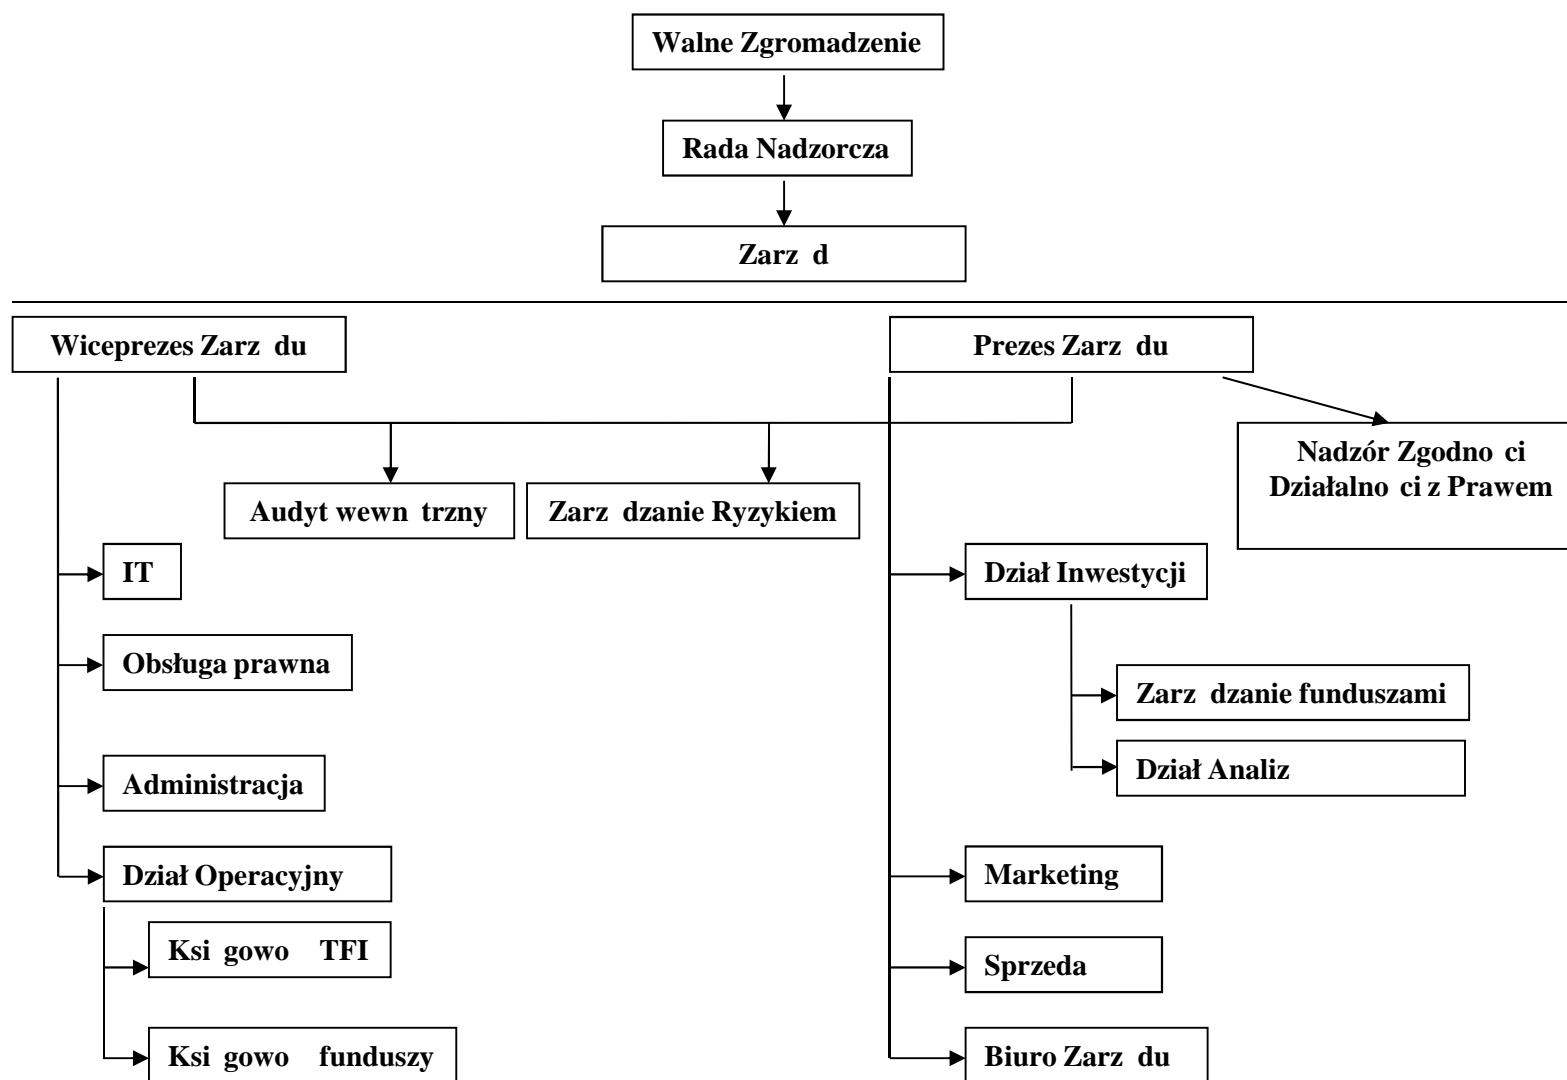 Walne Zgromadzenie
Rada Nadzorcza
Zarz d
Wiceprezes Zarz du
Prezes Zarz du
Nadzór Zgodno ci
Działalno ci z Prawem
Audyt wewn trzny
Zarz dzanie Ryzykiem
IT
Dział Inwestycji
Obsługa prawna
Zarz dzanie funduszami
Administracja
Dział Analiz
Dział Operacyjny
Marketing
Ksi gowo TFI
Sprzeda
Ksi gowo funduszy
Biuro Zarz du